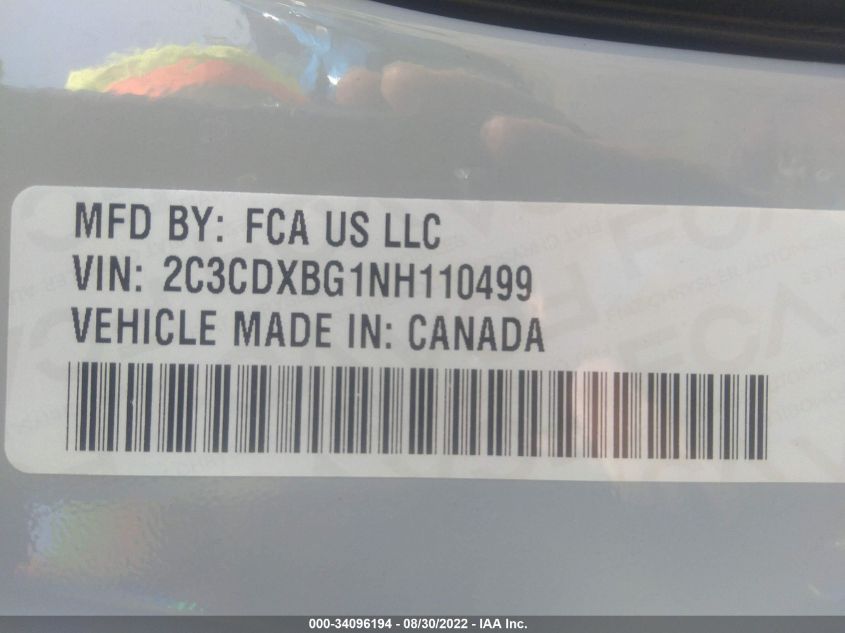 MFD BY: FCA US LLC
VIN: 2C3CDXBG1NH110499
VEHICLE MADE IN: CANADA
000-34096194 - 08/30/2022 - IAA Inc.